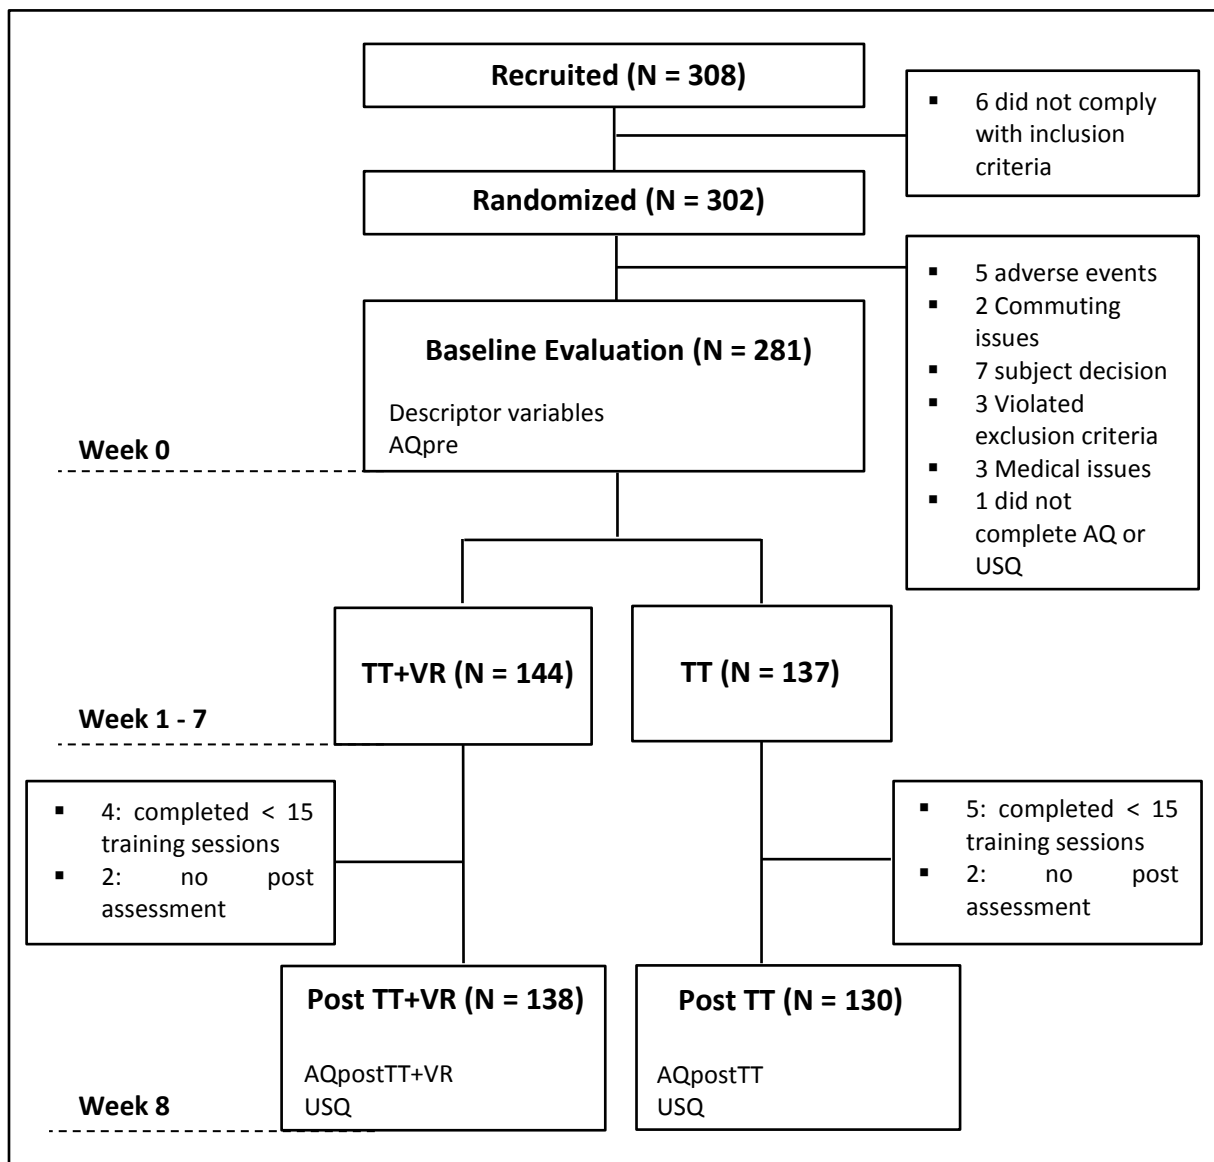 Recruited (N = 308)
▪ 6 did not comply
with inclusion
criteria
Randomized (N = 302)
▪ 5 adverse events
▪ 2 Commuting
issues
▪ 7 subject decision
▪ 3 Violated
exclusion criteria
▪ 3 Medical issues
▪ 1 did not
complete AQ or
USQ
Baseline Evaluation (N = 281)
Descriptor variables
AQpre
Week 0
TT+VR (N = 144)
TT (N = 137)
Week 1 - 7
▪ 4: completed < 15
training sessions
▪ 2: no post
assessment
▪ 5: completed < 15
training sessions
▪ 2: no post
assessment
Post TT+VR (N = 138)
AQpostTT+VR
USQ
Post TT (N = 130)
AQpostTT
USQ
Week 8